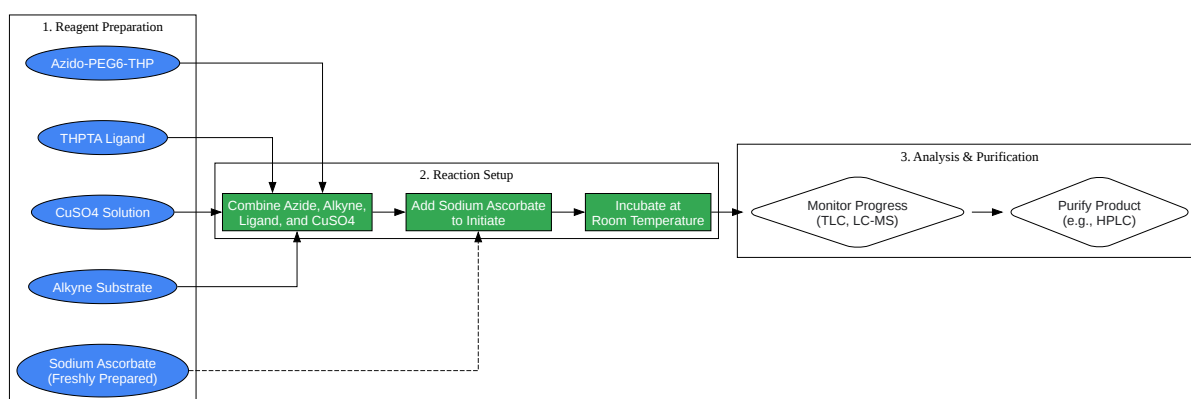 1. Reagent Preparation
Azido-PEG6-THP
THPTA Ligand
CuSO4 Solution
Alkyne Substrate
Sodium Ascorbate
(Freshly Prepared)
2. Reaction Setup
Combine Azide, Alkyne,
Ligand, and CuSO4
Add Sodium Ascorbate
to Initiate
Incubate at
Room Temperature
3. Analysis & Purification
Monitor Progress
(TLC, LC-MS)
Purify Product
(e.g., HPLC)